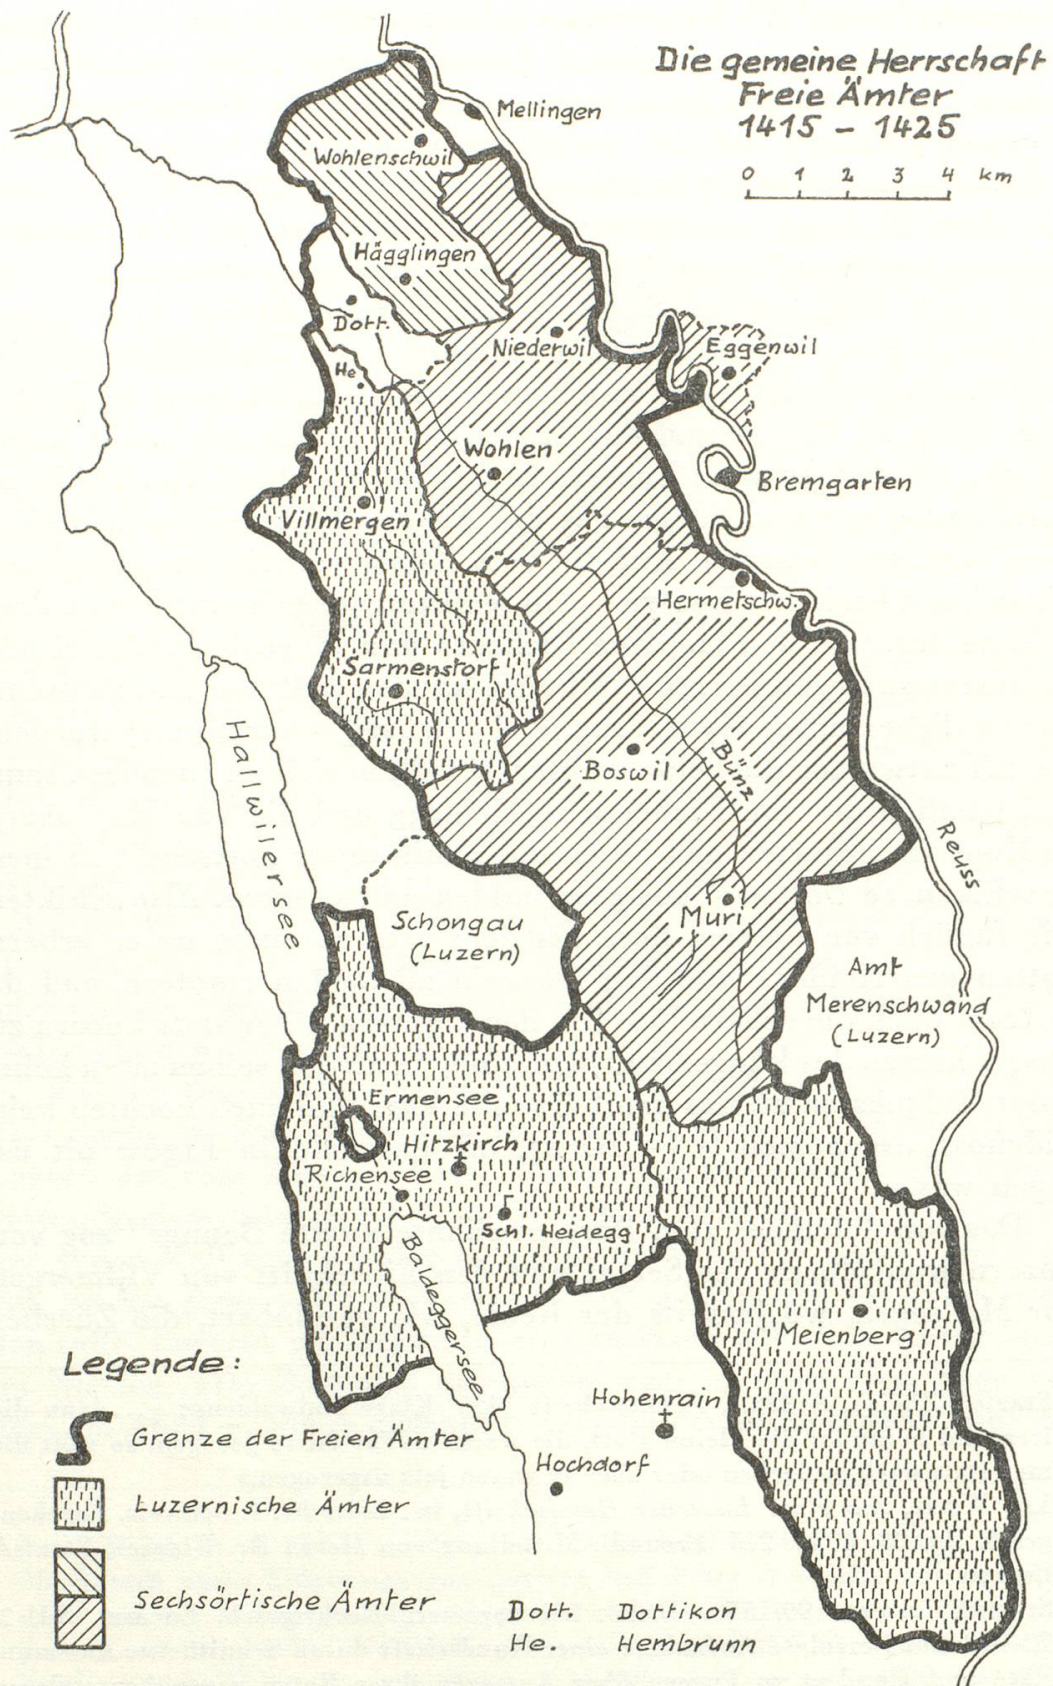 Die gemeine Herrschaft
Freie Ämter
1415 – 1425
0 1 2 3 4 km
Mellingen
Wohlenschwil
Hägglingen
Dott.
Niederwil
Eggenwil
He
Wohlen
Bremgarten
Villmergen
Hermetschw.
Sarmenstorf
Hallwilersee
Boswil
Bünz
Reuss
Muri
Schongau
(Luzern)
Amt
Merenschwand
(Luzern)
Ermensee
Hitzkirch
Richensee
Schl. Heidegg
Baldeggersee
Meienberg
Hohenrain
Hochdorf
Legende:
Grenze der Freien Ämter
Luzernische Ämter
Sechsörtische Ämter
Dott. Dottikon
He. Hembrunn